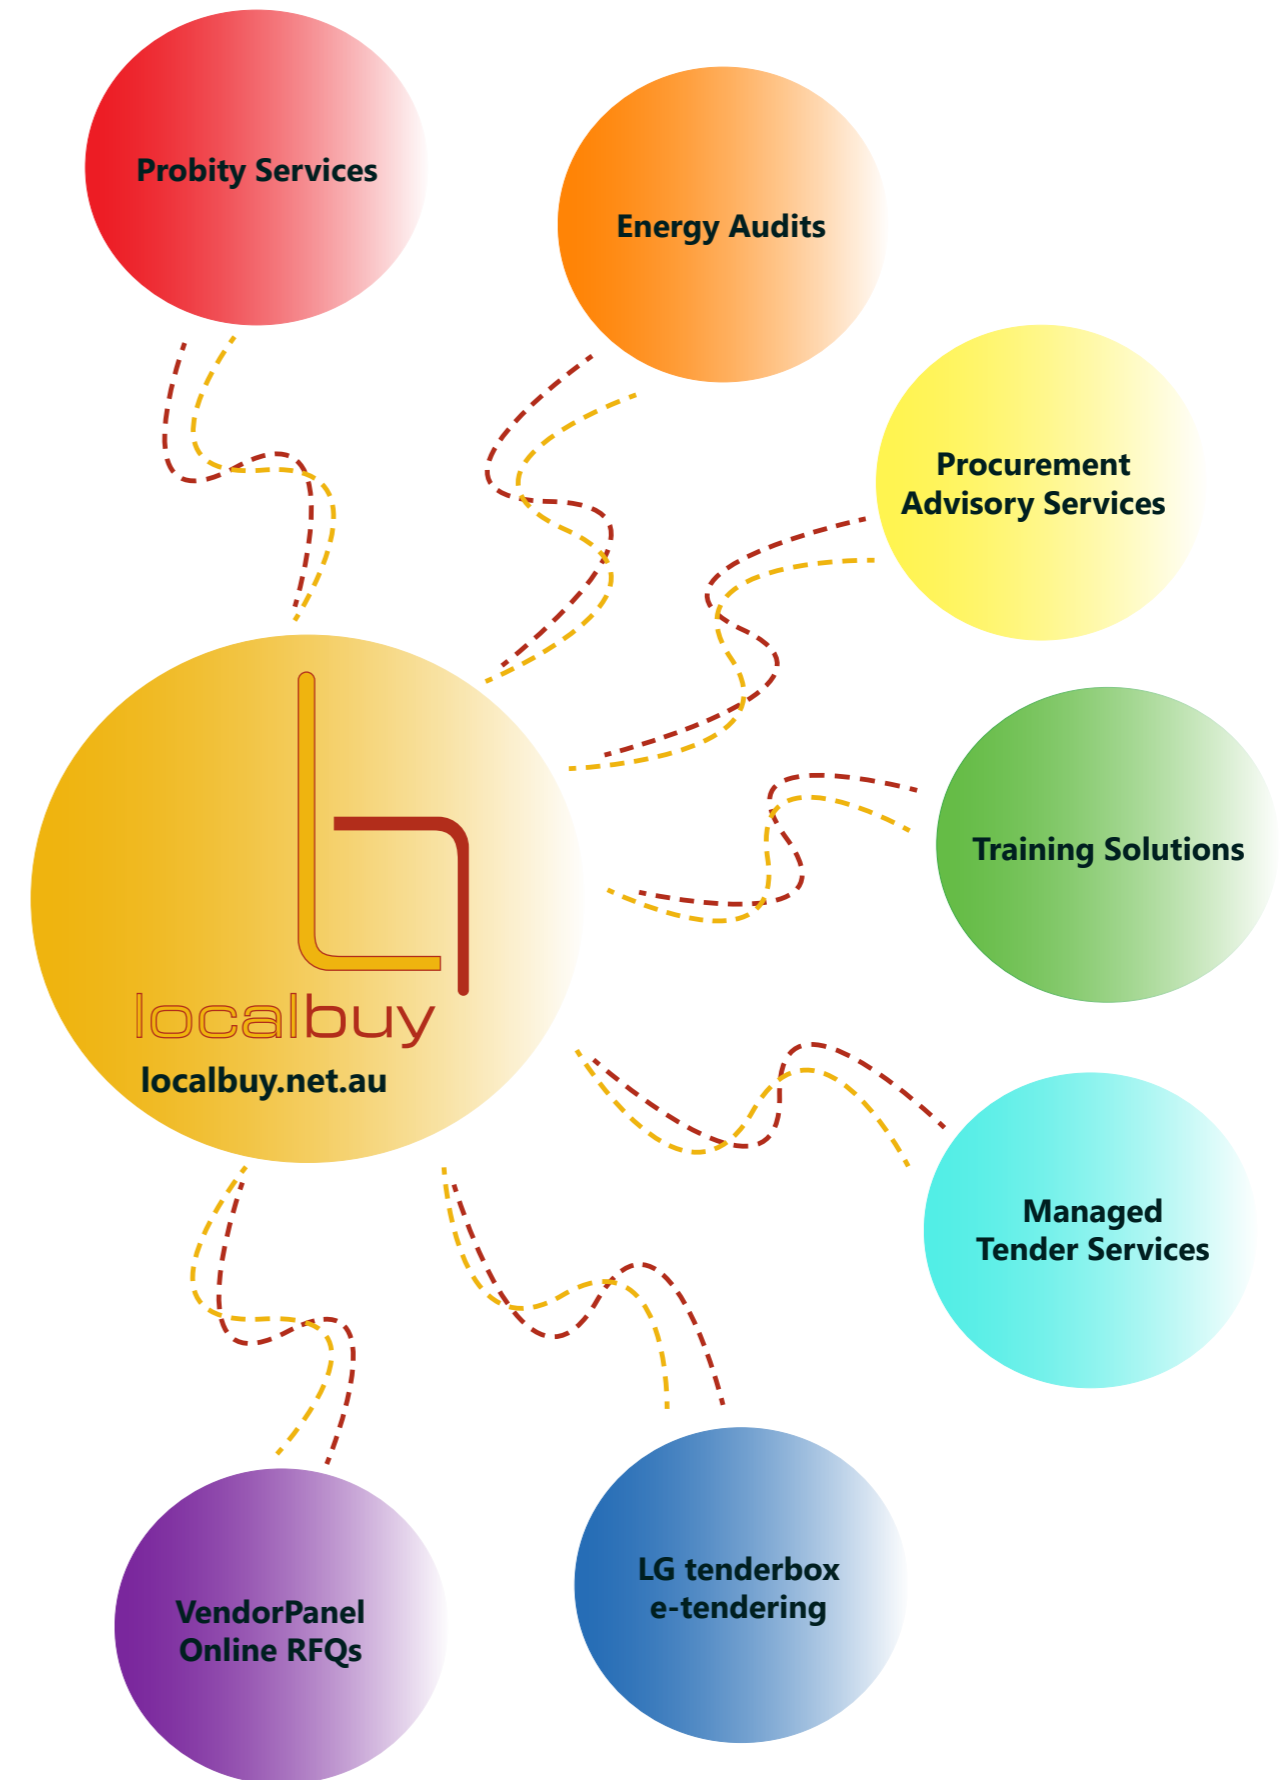 Probity Services
Energy Audits
Procurement
Advisory Services
Training Solutions
localbuy
localbuy.net.au
Managed
Tender Services
LG tenderbox
e-tendering
VendorPanel
Online RFQs